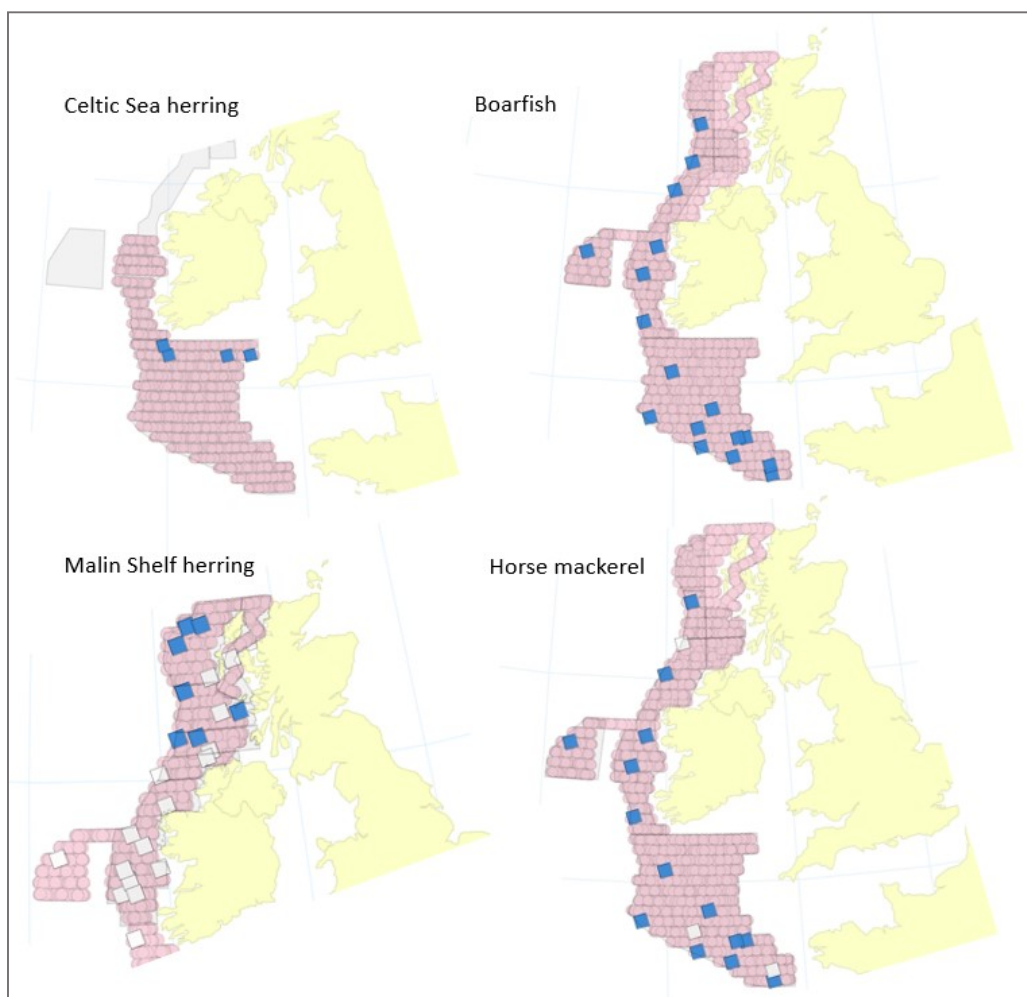 Celtic Sea herring
Boarfish
Malin Shelf herring
Horse mackerel